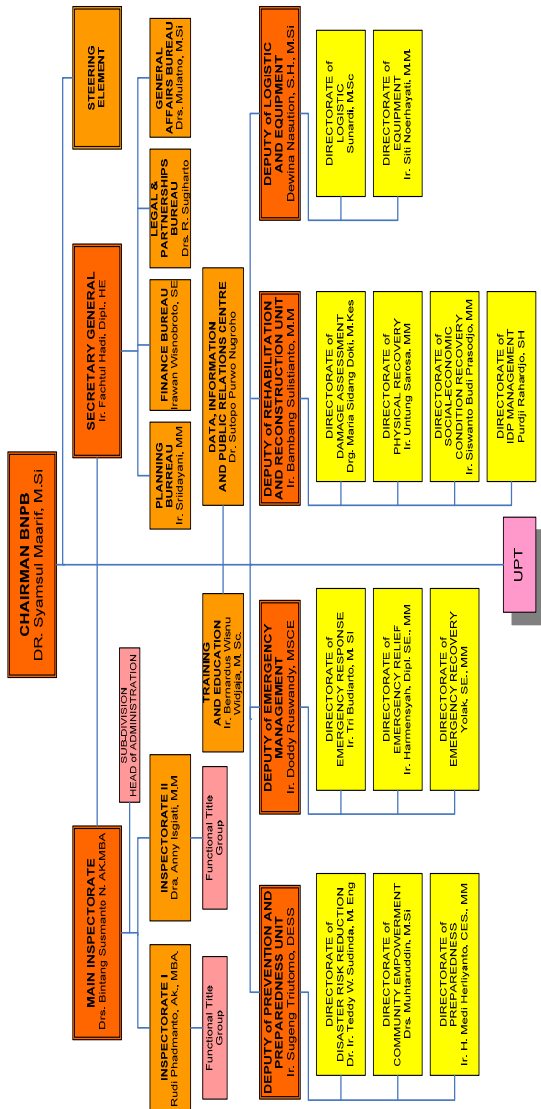 CHAIRMAN BNPB
DR. Syamsul Maarif, M.Si
STEERING
ELEMENT
MAIN INSPECTORATE
Drs. Bintang Susmanto N. AK.MBA
SECRETARY GENERAL
Ir. Fachtul Hadi, Dipl., HE
SUB-DIVISION
HEAD of ADMINISTRATION
INSPECTORATE I
Rudi Phadmanto, Ak., MBA.
INSPECTORATE II
Dra. Anny Isgiati, M.M
Functional Title
Group
Functional Title
Group
PLANNING
BURREAU
Ir. Sriidayani, MM
FINANCE BUREAU
Irawan Wisnobroto, SE
LEGAL &
PARTNERSHIPS
BUREAU
Drs. R. Sugiharto
GENERAL
AFFAIRS BUREAU
Drs. Mulatno, M.Si
TRAINING
AND EDUCATION
Ir. Bernardus Wisnu
Widjaja, M. Sc.
DATA, INFORMATION
AND PUBLIC RELATIONS CENTRE
Dr. Sutopo Purwo Nugroho
DEPUTY of PREVENTION AND
PREPAREDNESS UNIT
Ir. Sugeng Triutomo, DESS
DIRECTORATE of
DISASTER RISK REDUCTION
Dr. Ir. Teddy W. Sudinda, M. Eng
DIRECTORATE of
COMMUNITY EMPOWERMENT
Drs. Muhtaruddin, M.Si
DIRECTORATE of
PREPAREDNESS
Ir. H. Medi Herliyanto, CES., MM
DEPUTY of EMERGENCY
MANAGEMENT
Ir. Doddy Ruswandy, MSCE
DIRECTORATE of
EMERGENCY RESPONSE
Ir. Tri Budiarto, M. SI
DIRECTORATE of
EMERGENCY RELIEF
Ir. Harmensyah, Dipl. SE., MM
DIRECTORATE of
EMERGENCY RECOVERY
Yolak, SE., MM
DEPUTY of REHABILITATION
AND RECONSTRUCTION UNIT
Ir. Bambang Sulistianto, M.M
DIRECTORATE of
DAMAGE ASSESSMENT
Drg. Maria Sidang Doki, M.Kes
DIRECTORATE of
PHYSICAL RECOVERY
Ir. Untung Sarosa, MM
DIRECTORATE of
SOCIAL-ECONOMIC
CONDITION RECOVERY
Ir. Siswanto Budi Prasodjo, MM
DIRECTORATE of
IDP MANAGEMENT
Purdji Rahardjo, SH
DEPUTY of LOGISTIC
AND EQUIPMENT
Dewina Nasution, S.H., M.Si
DIRECTORATE of
LOGISTIC
Sunardi, M.Sc
DIRECTORATE of
EQUIPMENT
Ir. Siti Noerhayati, M.M.
UPT